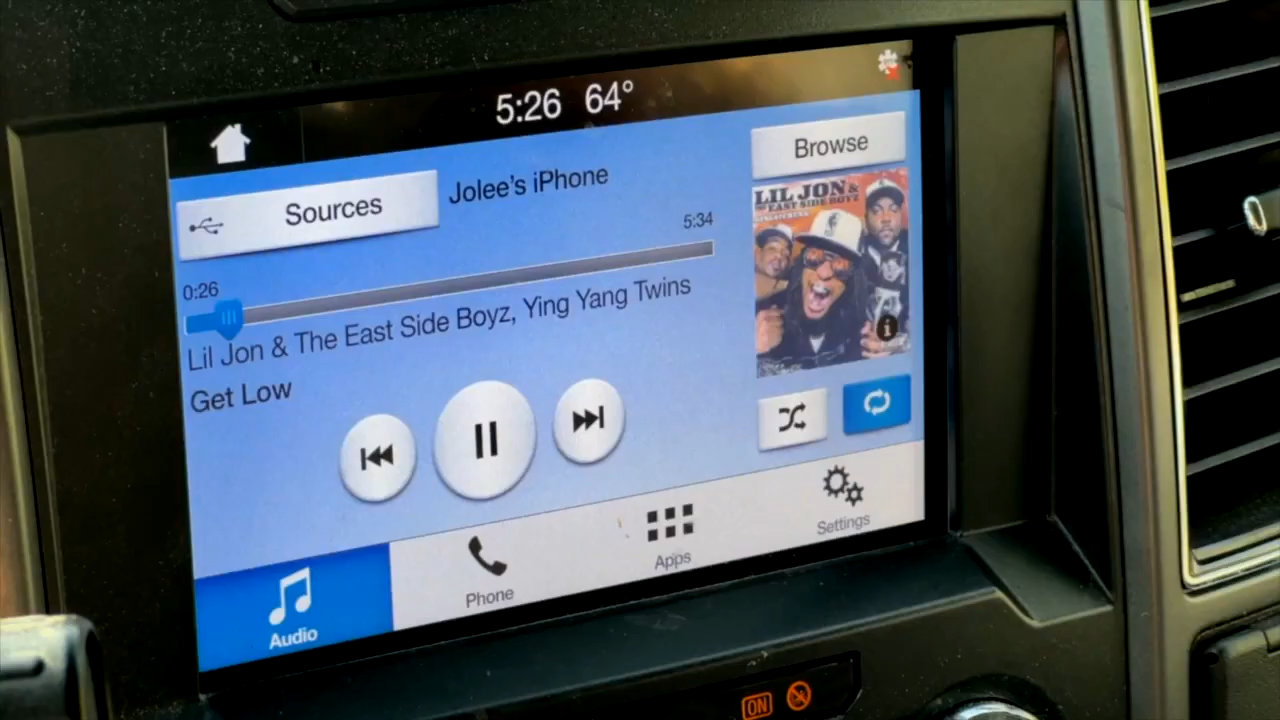 5:26 64°
Sources
Jolee's iPhone
Browse
0:26
5:34
LIL JON &
THE EAST SIDE BOYZ
Lil Jon & The East Side Boyz, Ying Yang Twins
Get Low
Audio
Phone
Apps
Settings
ON